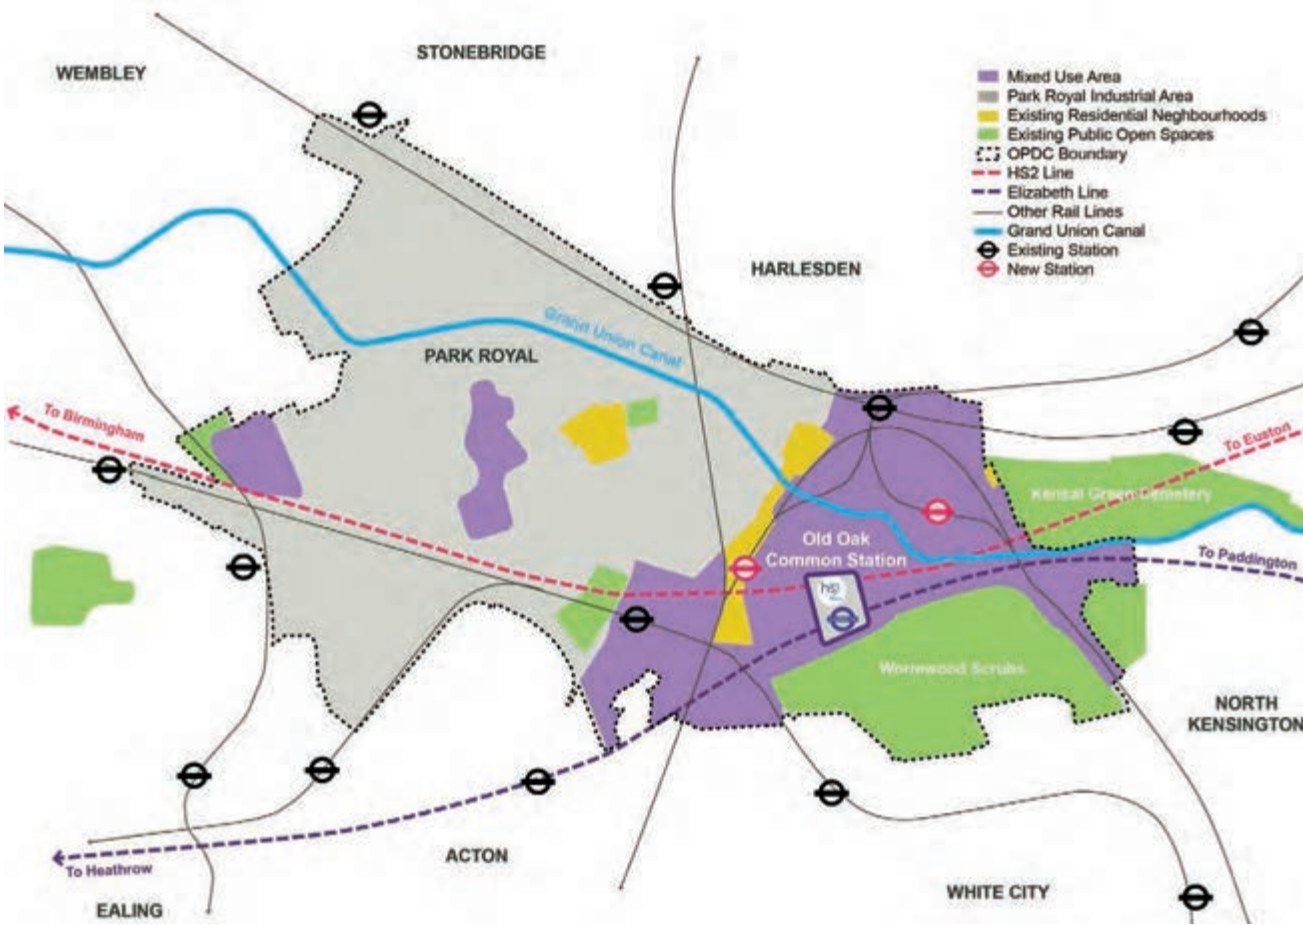 WEMBLEY
STONEBRIDGE
Mixed Use Area
Park Royal Industrial Area
Existing Residential Neghbourhoods
Existing Public Open Spaces
OPDC Boundary
HS2 Line
Elizabeth Line
Other Rail Lines
Grand Union Canal
Existing Station
New Station
HARLESDEN
Grand Union Canal
PARK ROYAL
To Birmingham
To Euston
Kensal Green Cemetery
Old Oak
Common Station
To Paddington
Wormwood Scrubs
NORTH
KENSINGTON
ACTON
To Heathrow
EALING
WHITE CITY